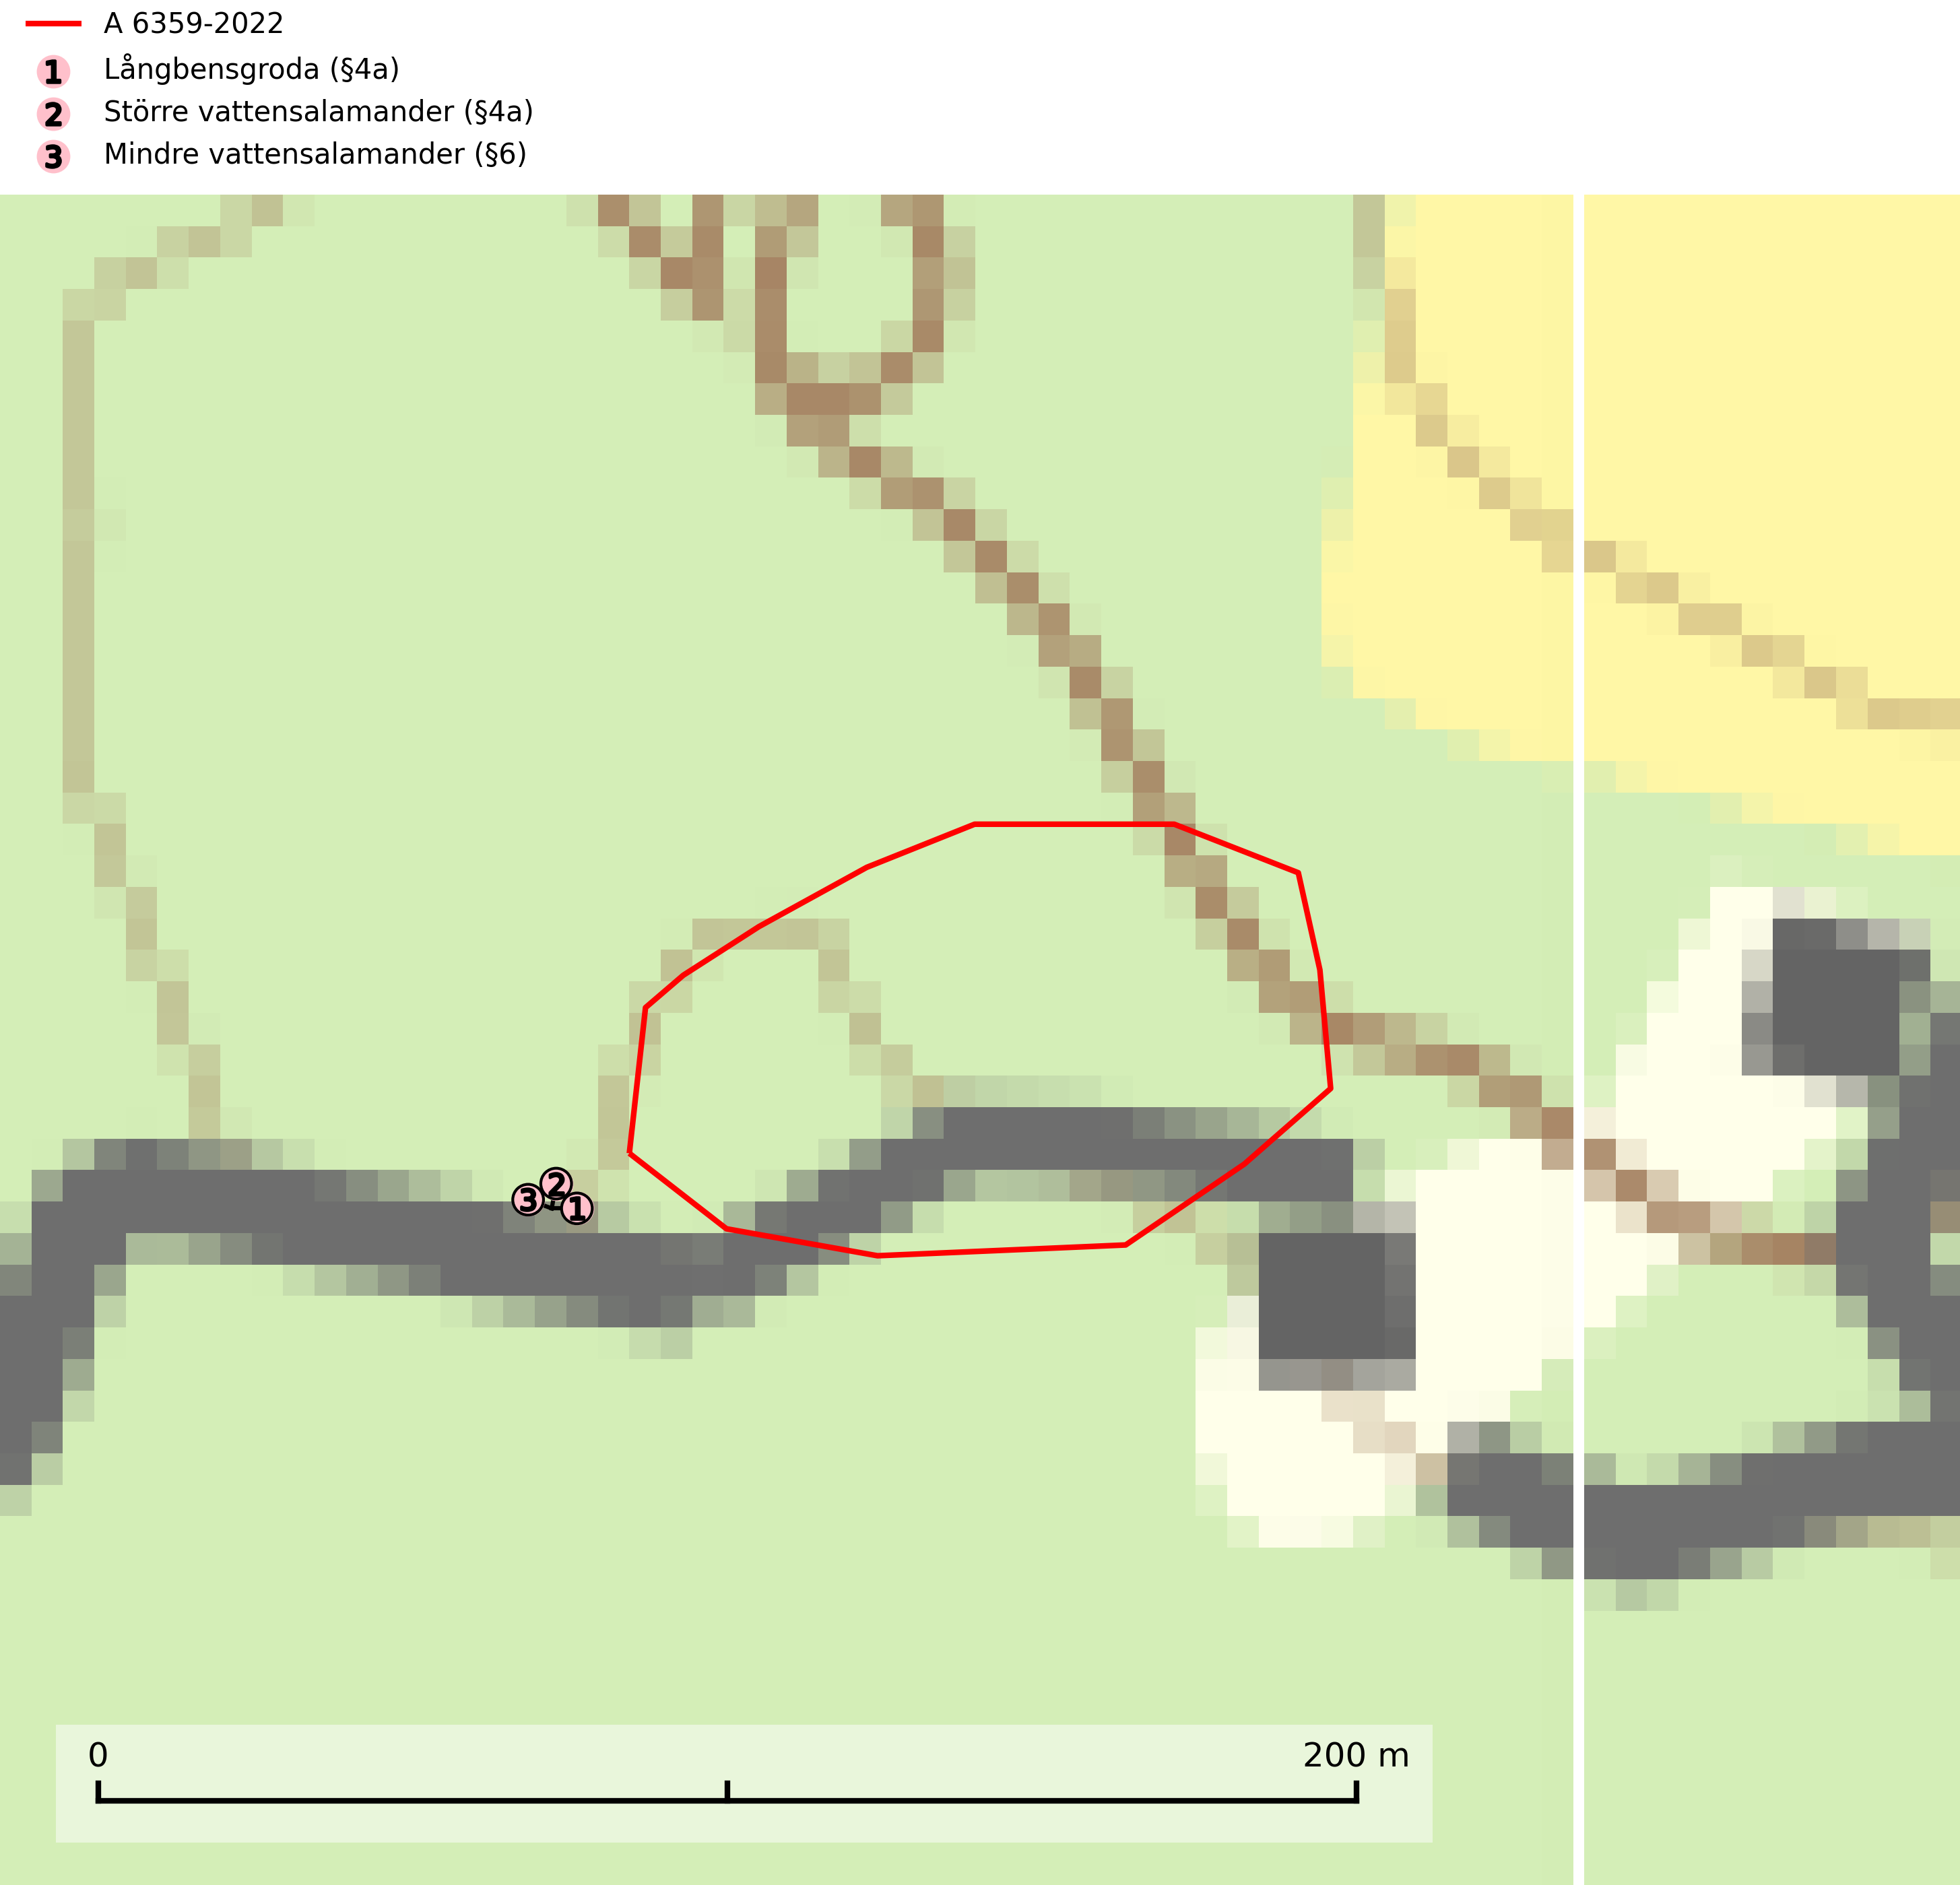 A 6359-2022
1 Långbensgroda (§4a)
2 Större vattensalamander (§4a)
3 Mindre vattensalamander (§6)
2
3
1
0 200 m